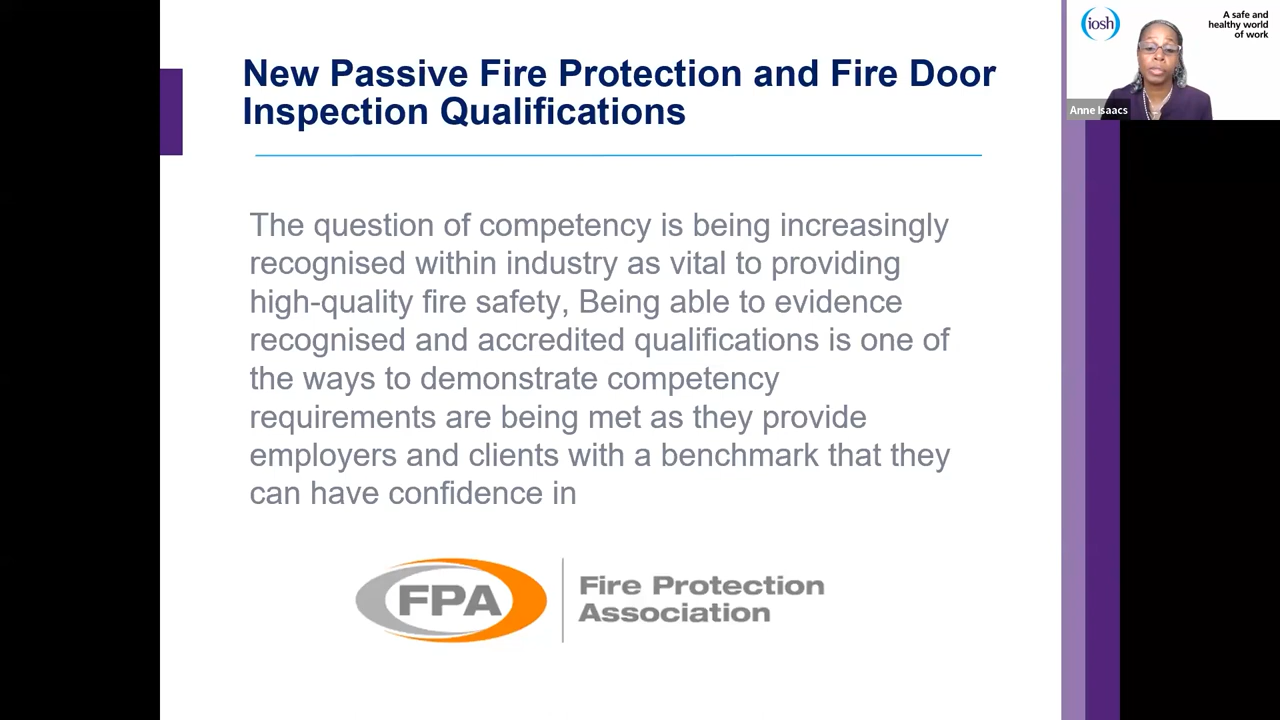 New Passive Fire Protection and Fire Door
Inspection Qualifications
The question of competency is being increasingly
recognised within industry as vital to providing
high-quality fire safety, Being able to evidence
recognised and accredited qualifications is one of
the ways to demonstrate competency
requirements are being met as they provide
employers and clients with a benchmark that they
can have confidence in
FPA
Fire Protection
Association
iosh
A safe and
healthy world
of work
Anne Isaacs